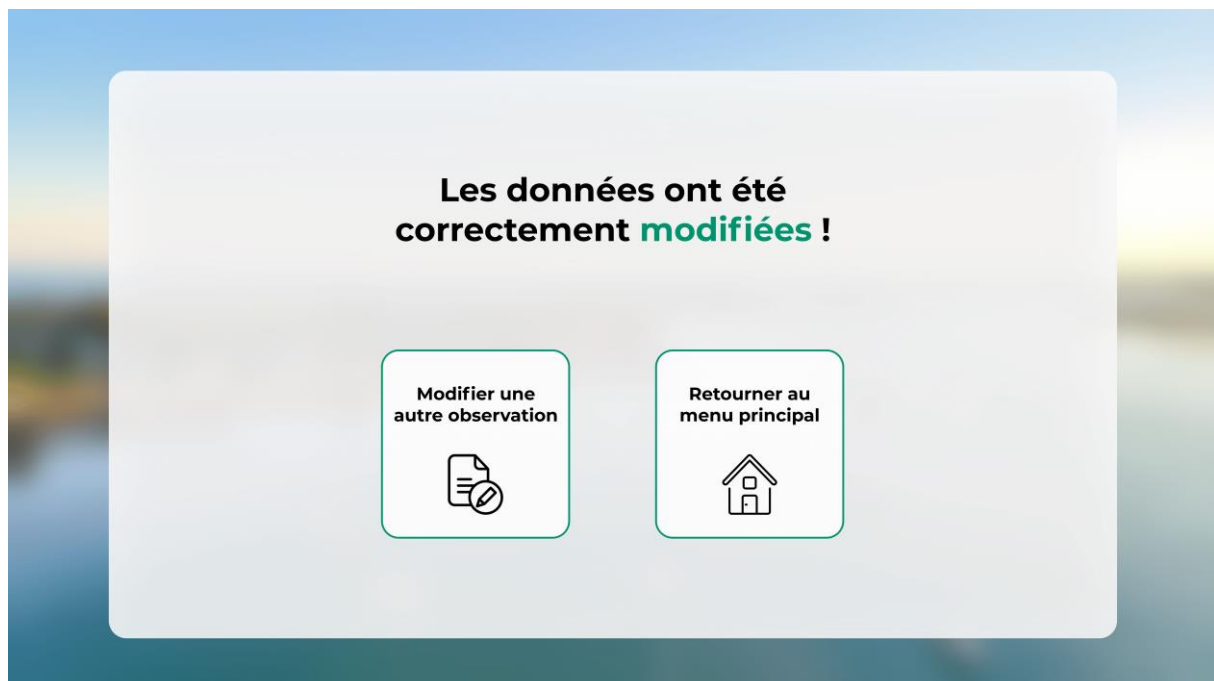 Les données ont été
correctement modifiées !
Modifier une
autre observation
Retourner au
menu principal